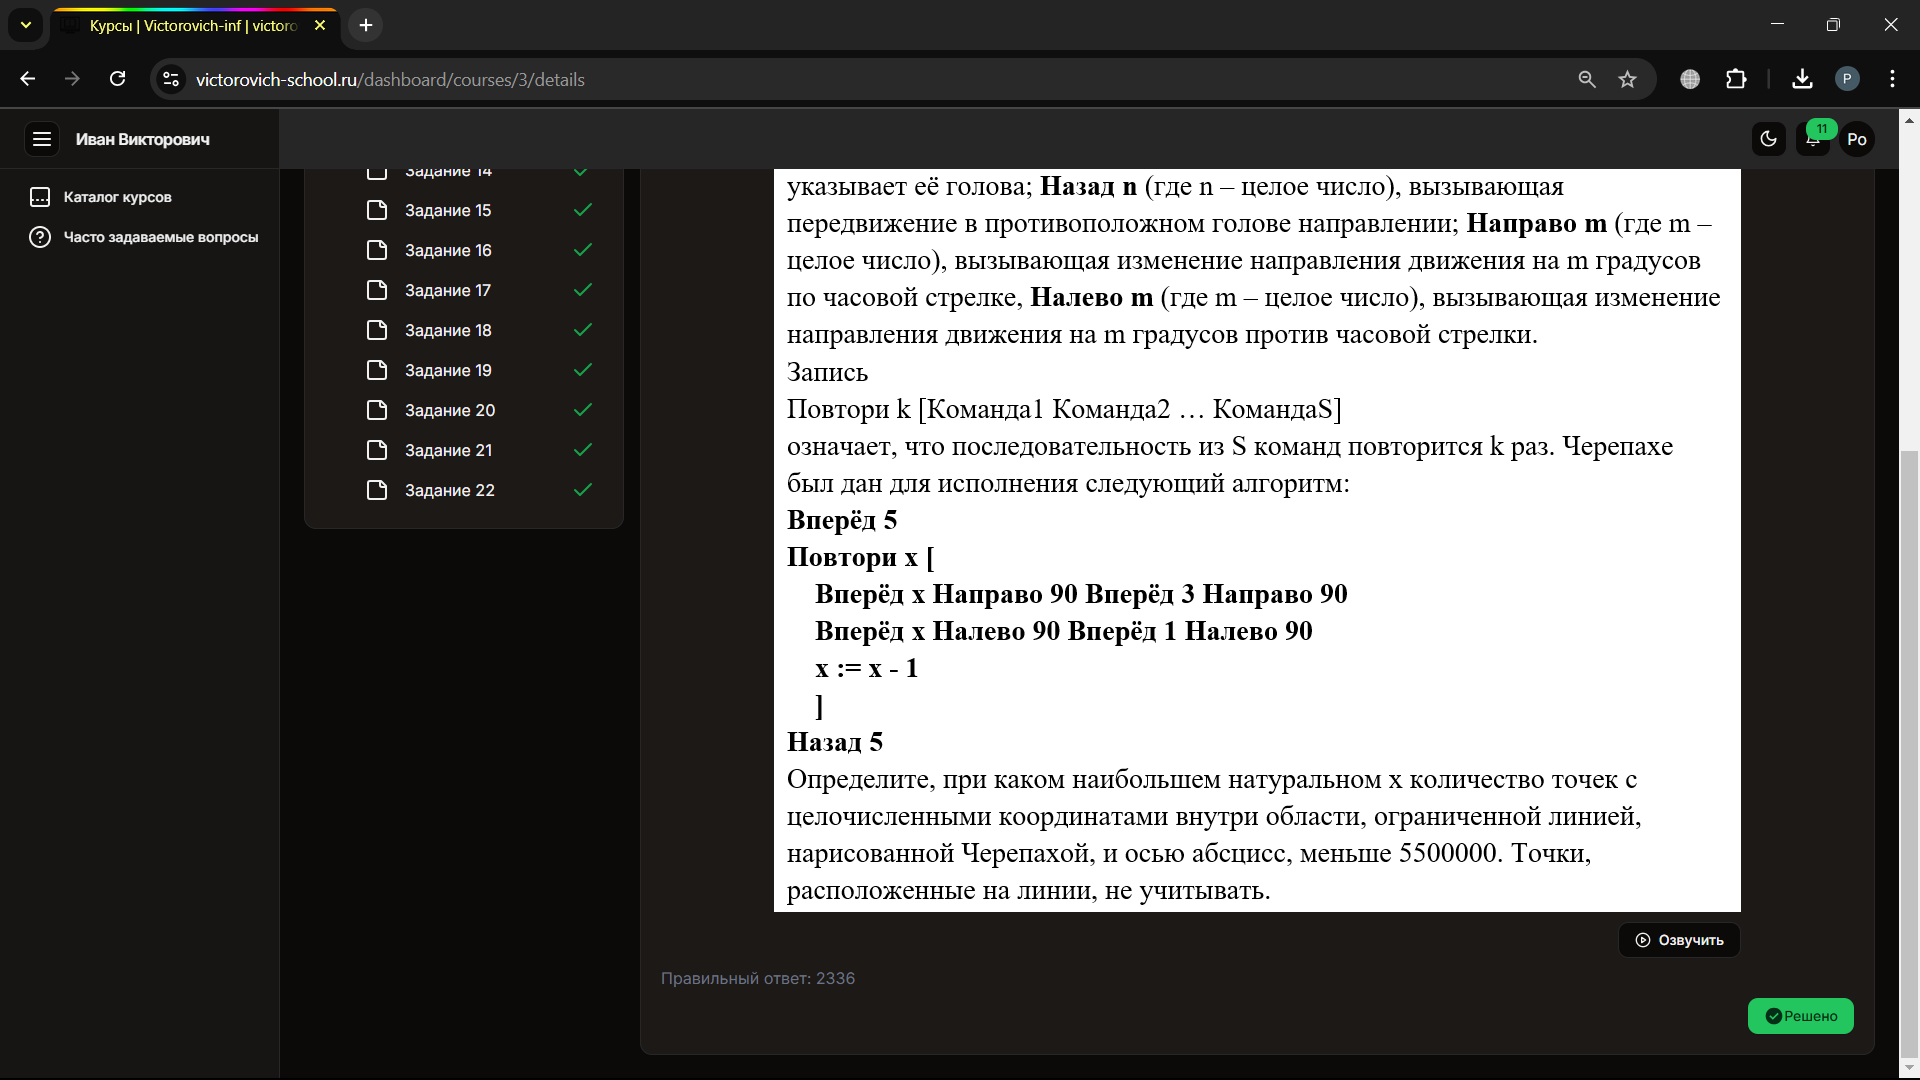 Курсы | Victorovich-inf | victoro
victorovich-school.ru/dashboard/courses/3/details
P
Иван Викторович
11
Po
Каталог курсов
Часто задаваемые вопросы
Задание 14
Задание 15
Задание 16
Задание 17
Задание 18
Задание 19
Задание 20
Задание 21
Задание 22
указывает её голова; Назад n (где n – целое число), вызывающая
передвижение в противоположном голове направлении; Направо m (где m –
целое число), вызывающая изменение направления движения на m градусов
по часовой стрелке, Налево m (где m – целое число), вызывающая изменение
направления движения на m градусов против часовой стрелки.
Запись
Повтори k [Команда1 Команда2 … КомандаS]
означает, что последовательность из S команд повторится k раз. Черепахе
был дан для исполнения следующий алгоритм:
Вперёд 5
Повтори x [
Вперёд x Направо 90 Вперёд 3 Направо 90
Вперёд x Налево 90 Вперёд 1 Налево 90
x := x - 1
]
Назад 5
Определите, при каком наибольшем натуральном x количество точек с
целочисленными координатами внутри области, ограниченной линией,
нарисованной Черепахой, и осью абсцисс, меньше 5500000. Точки,
расположенные на линии, не учитывать.
Озвучить
Правильный ответ: 2336
Решено